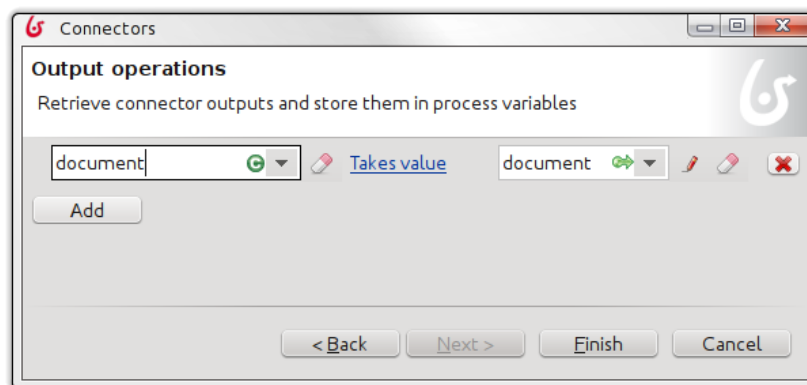 Connectors
Output operations
Retrieve connector outputs and store them in process variables
document Takes value document
Add
< Back Next > Finish Cancel